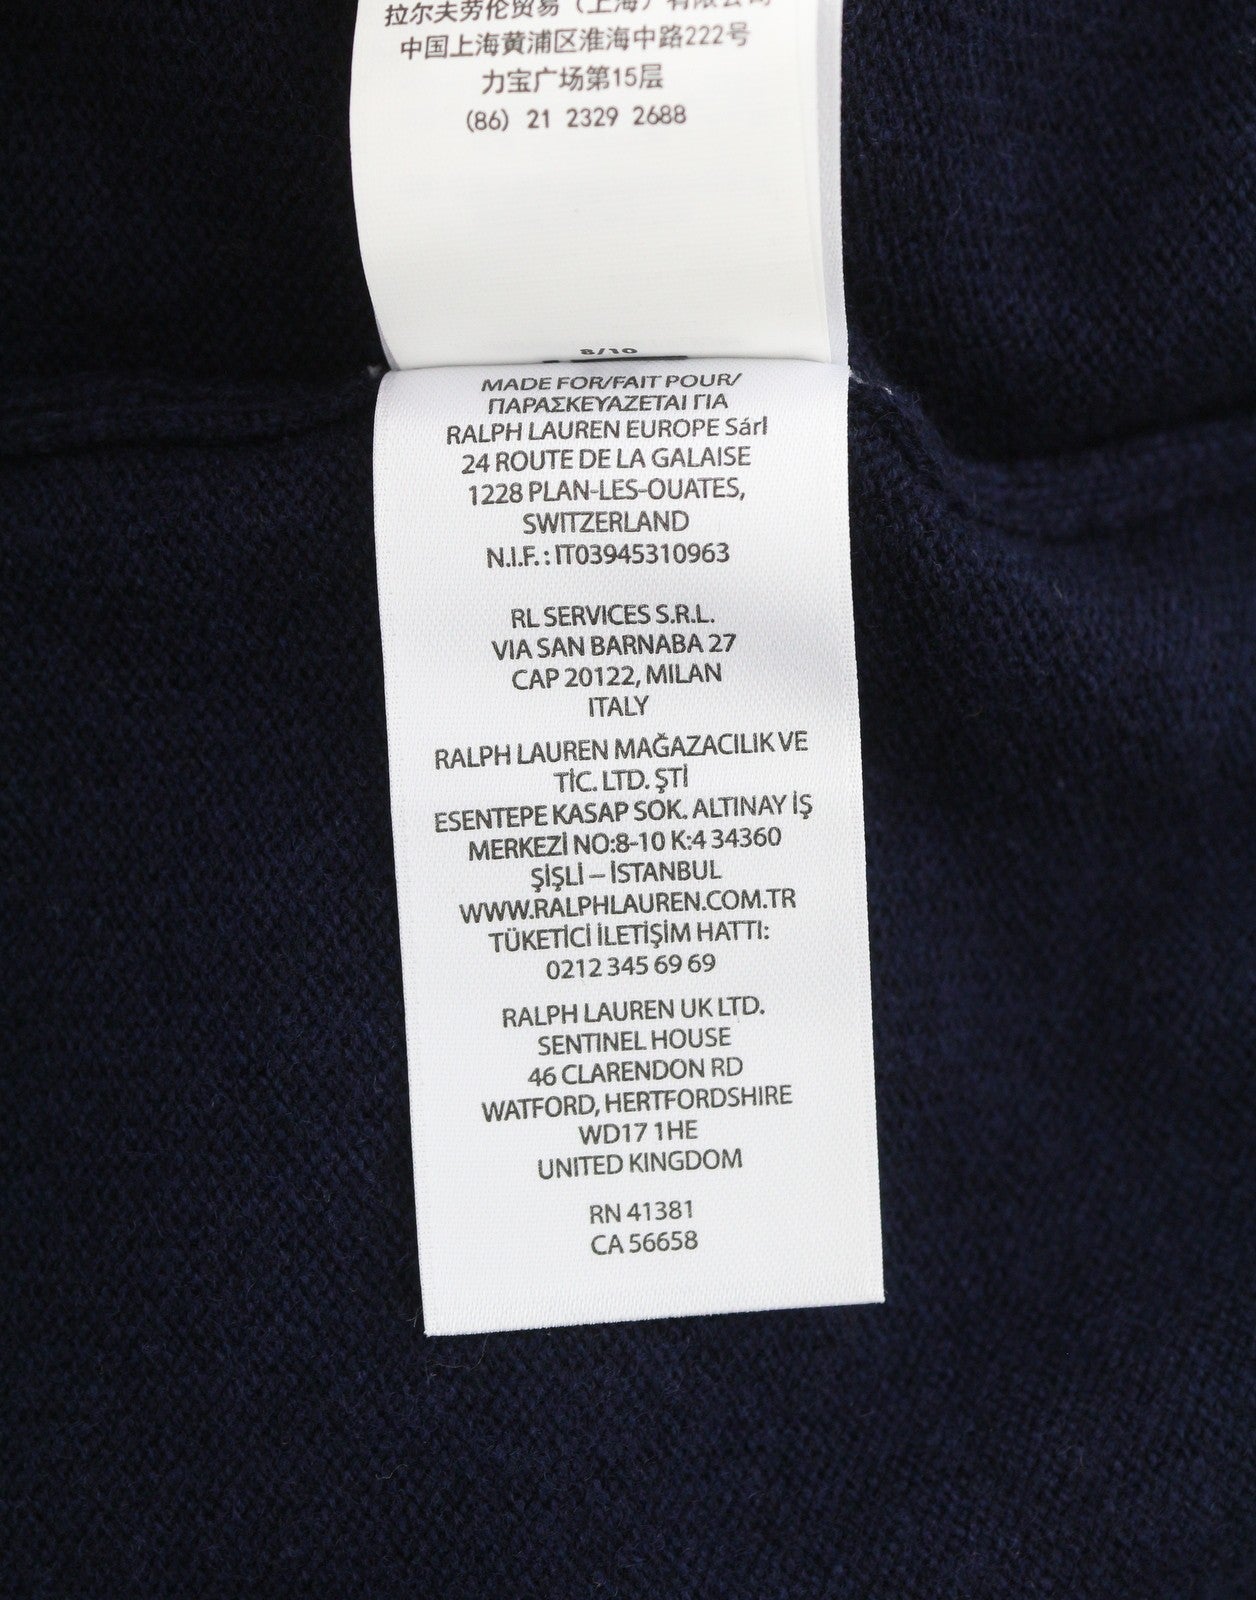 拉尔夫劳伦贸易（上海）有限公司
中国上海黄浦区淮海中路222号
力宝广场第15层
(86) 21 2329 2688
8/10
MADE FOR/FAIT POUR/
ΠΑΡΑΣΚΕΥΑΖΕΤΑΙ ΓΙΑ
RALPH LAUREN EUROPE Sárl
24 ROUTE DE LA GALAISE
1228 PLAN-LES-OUATES,
SWITZERLAND
N.I.F. : IT03945310963
RL SERVICES S.R.L.
VIA SAN BARNABA 27
CAP 20122, MILAN
ITALY
RALPH LAUREN MAĞAZACILIK VE
TİC. LTD. ŞTİ
ESENTEPE KASAP SOK. ALTINAY İŞ
MERKEZİ NO:8-10 K:4 34360
ŞİŞLİ – İSTANBUL
WWW.RALPHLAUREN.COM.TR
TÜKETİCİ İLETİŞİM HATTI:
0212 345 69 69
RALPH LAUREN UK LTD.
SENTINEL HOUSE
46 CLARENDON RD
WATFORD, HERTFORDSHIRE
WD17 1HE
UNITED KINGDOM
RN 41381
CA 56658